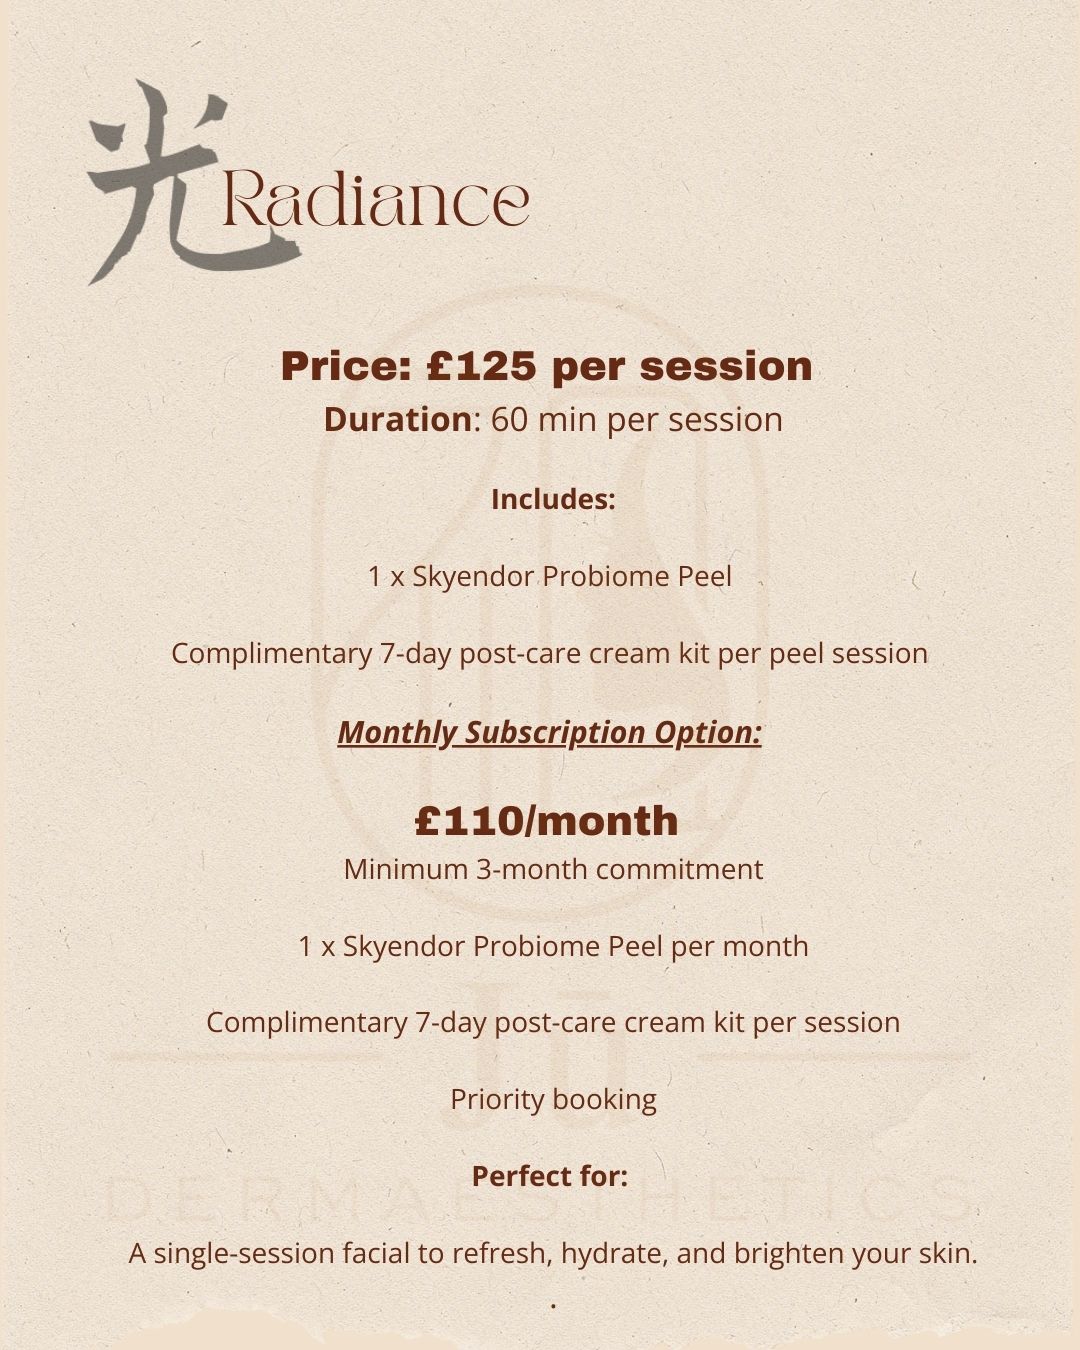 光
Radiance
Price: £125 per session
Duration: 60 min per session
Includes:
1 x Skyendor Probiome Peel
Complimentary 7-day post-care cream kit per peel session
Monthly Subscription Option:
£110/month
Minimum 3-month commitment
1 x Skyendor Probiome Peel per month
Complimentary 7-day post-care cream kit per session
Priority booking
Perfect for:
A single-session facial to refresh, hydrate, and brighten your skin.
.
Jū
DERMAESTHETICS